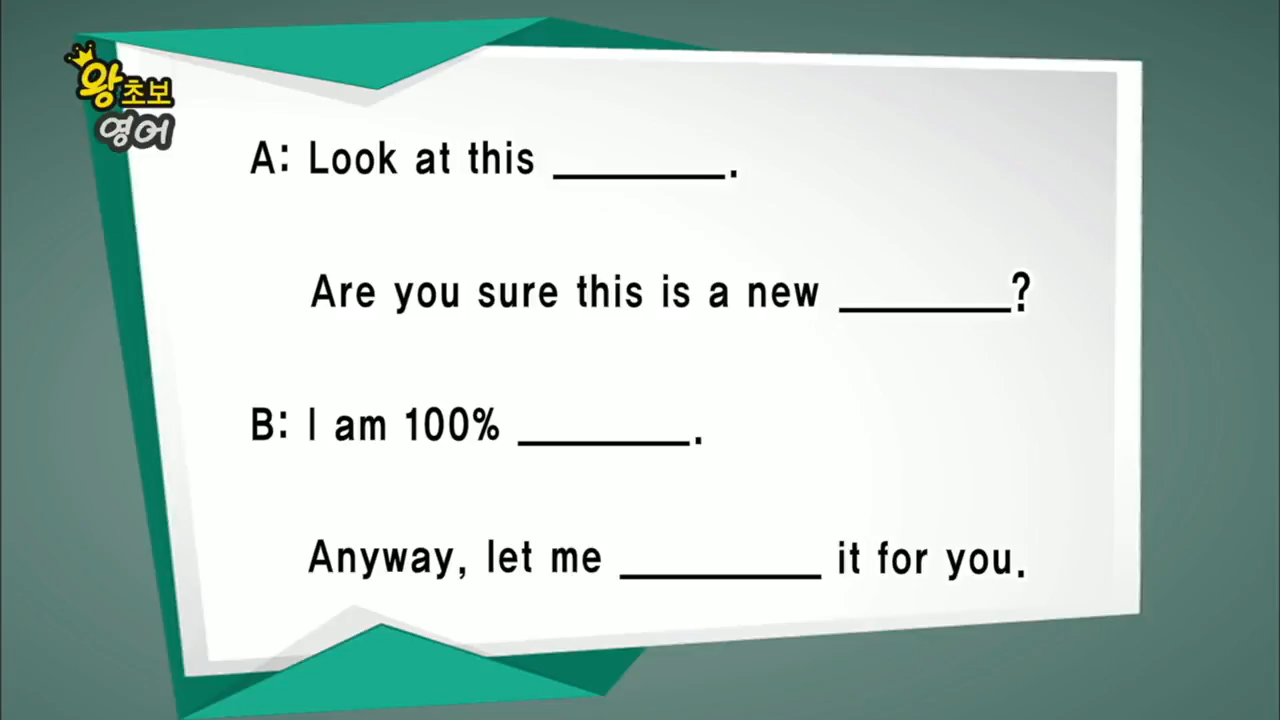 왕초보
영어
A: Look at this ________.
Are you sure this is a new ________?
B: I am 100% ________.
Anyway, let me _________ it for you.